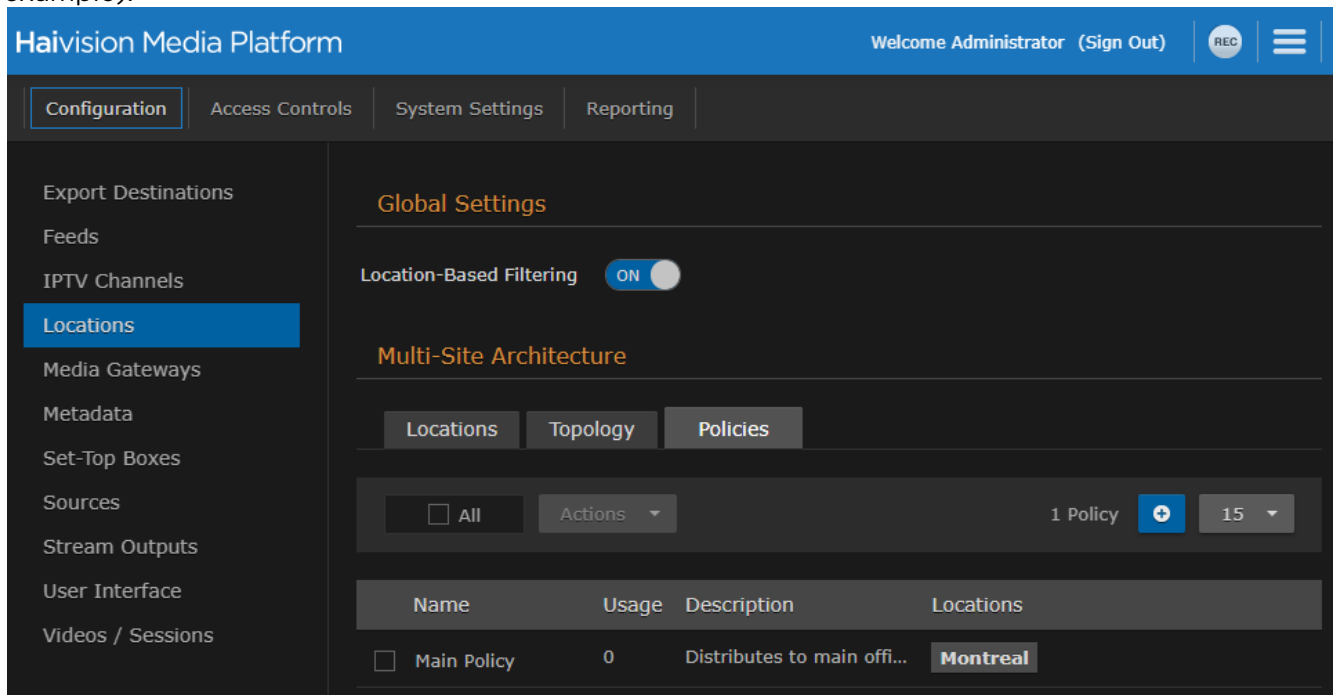 example).
Haivision Media Platform
Welcome Administrator (Sign Out)
REC
Configuration Access Controls System Settings Reporting
Export Destinations
Feeds
IPTV Channels
Locations
Media Gateways
Metadata
Set-Top Boxes
Sources
Stream Outputs
User Interface
Videos / Sessions
Global Settings
Location-Based Filtering ON
Multi-Site Architecture
Locations Topology Policies
All Actions 1 Policy 15
Name Usage Description Locations
Main Policy 0 Distributes to main offi... Montreal